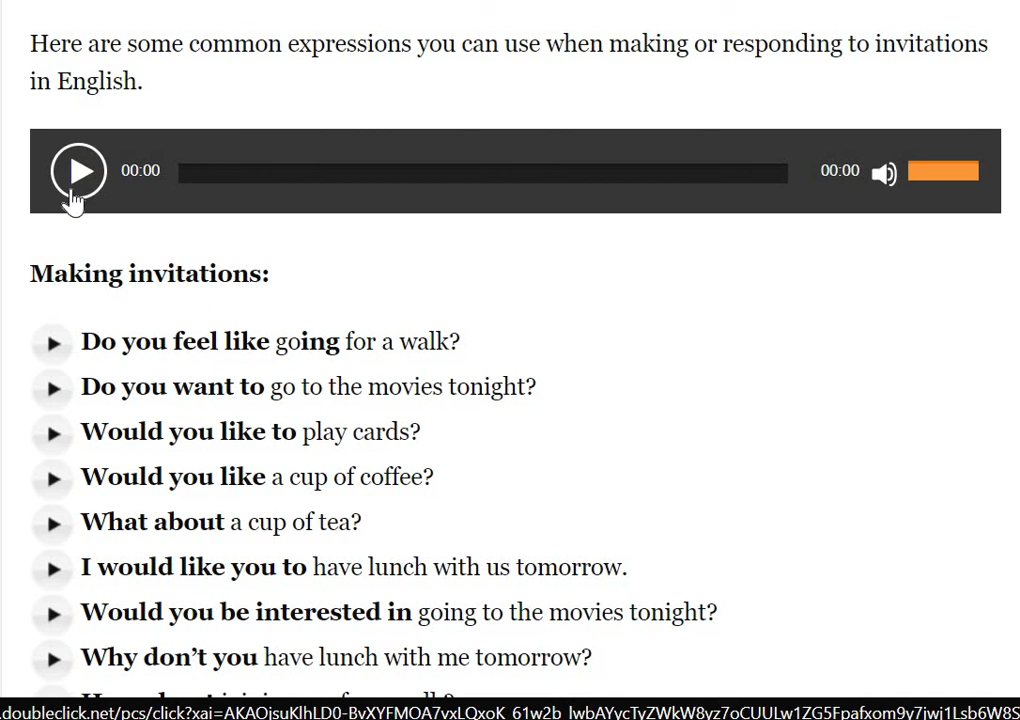 Here are some common expressions you can use when making or responding to invitations
in English.
00:00
00:00
Making invitations:
Do you feel like going for a walk?
Do you want to go to the movies tonight?
Would you like to play cards?
Would you like a cup of coffee?
What about a cup of tea?
I would like you to have lunch with us tomorrow.
Would you be interested in going to the movies tonight?
Why don't you have lunch with me tomorrow?